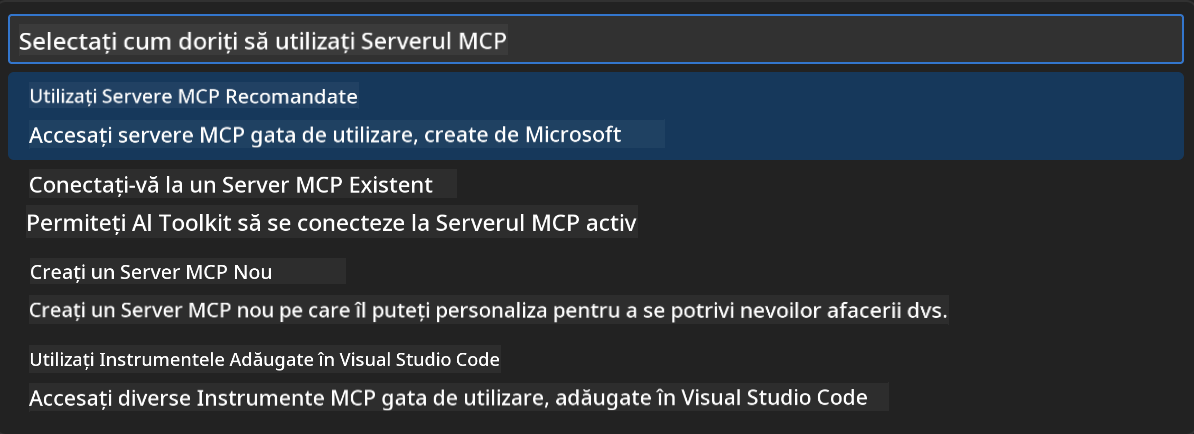 Selectați cum doriți să utilizați Serverul MCP
Utilizați Servere MCP Recomandate
Accesați servere MCP gata de utilizare, create de Microsoft
Conectați-vă la un Server MCP Existent
Permiteți AI Toolkit să se conecteze la Serverul MCP activ
Creați un Server MCP Nou
Creați un Server MCP nou pe care îl puteți personaliza pentru a se potrivi nevoilor afacerii dvs.
Utilizați Instrumentele Adăugate în Visual Studio Code
Accesați diverse Instrumente MCP gata de utilizare, adăugate în Visual Studio Code